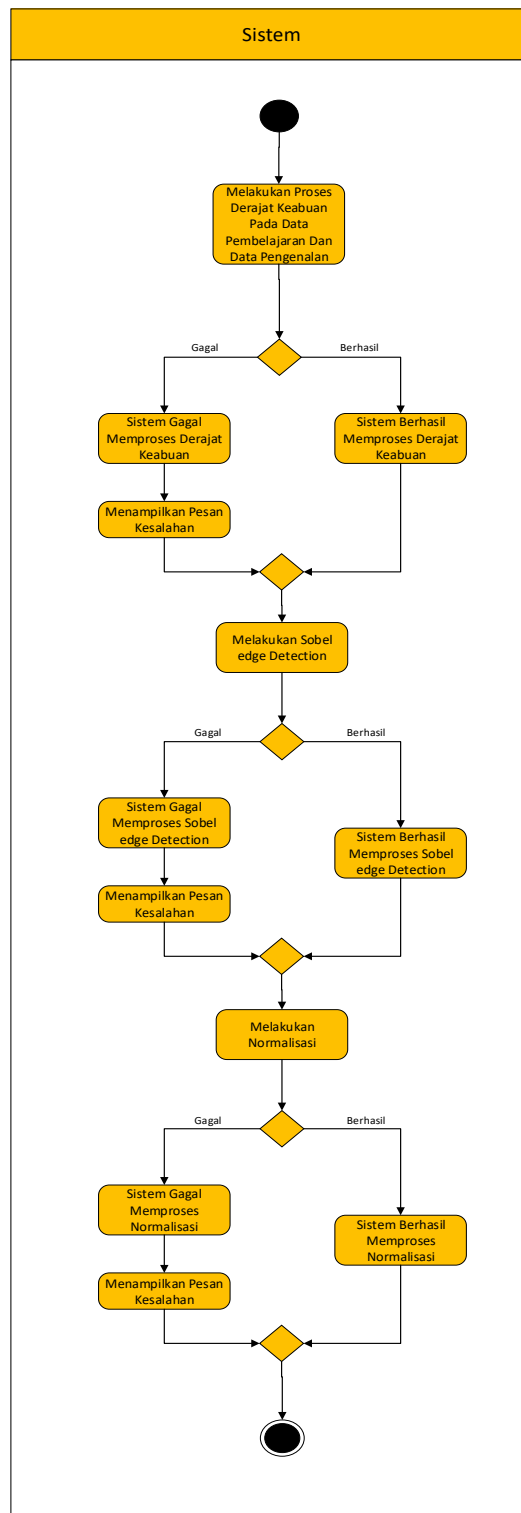 Sistem
Melakukan Proses
Derajat Keabuan
Pada Data
Pembelajaran Dan
Data Pengenalan
Gagal
Berhasil
Sistem Gagal
Memproses Derajat
Keabuan
Sistem Berhasil
Memproses Derajat
Keabuan
Menampilkan Pesan
Kesalahan
Melakukan Sobel
edge Detection
Gagal
Berhasil
Sistem Gagal
Memproses Sobel
edge Detection
Sistem Berhasil
Memproses Sobel
edge Detection
Menampilkan Pesan
Kesalahan
Melakukan
Normalisasi
Gagal
Berhasil
Sistem Gagal
Memproses
Normalisasi
Sistem Berhasil
Memproses
Normalisasi
Menampilkan Pesan
Kesalahan